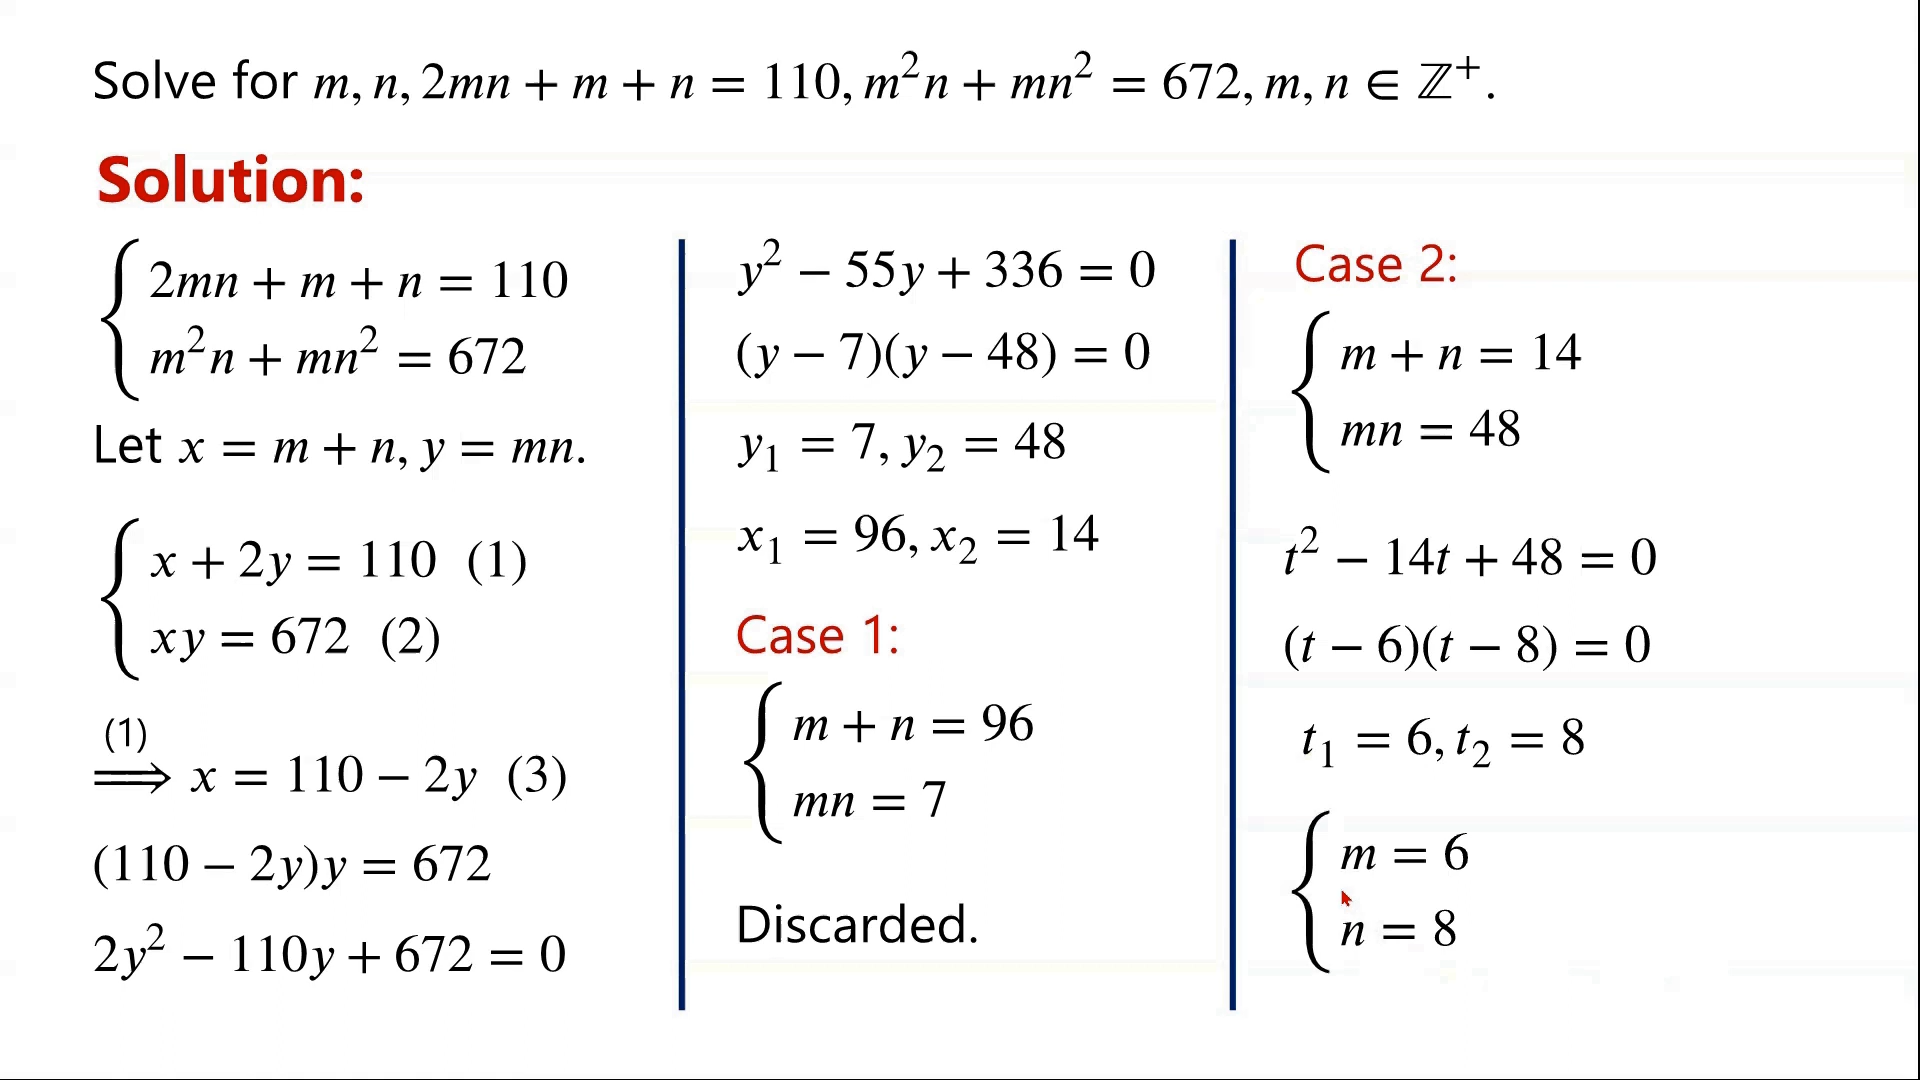 Solve for m, n, 2mn + m + n = 110, m²n + mn² = 672, m, n ∈ ℤ⁺.
Solution:
2mn + m + n = 110
m²n + mn² = 672
Let x = m + n, y = mn.
x + 2y = 110 (1)
xy = 672 (2)
(1)
⟹ x = 110 − 2y (3)
(110 − 2y)y = 672
2y² − 110y + 672 = 0
y² − 55y + 336 = 0
(y − 7)(y − 48) = 0
y₁ = 7, y₂ = 48
x₁ = 96, x₂ = 14
Case 1:
m + n = 96
mn = 7
Discarded.
Case 2:
m + n = 14
mn = 48
t² − 14t + 48 = 0
(t − 6)(t − 8) = 0
t₁ = 6, t₂ = 8
m = 6
n = 8